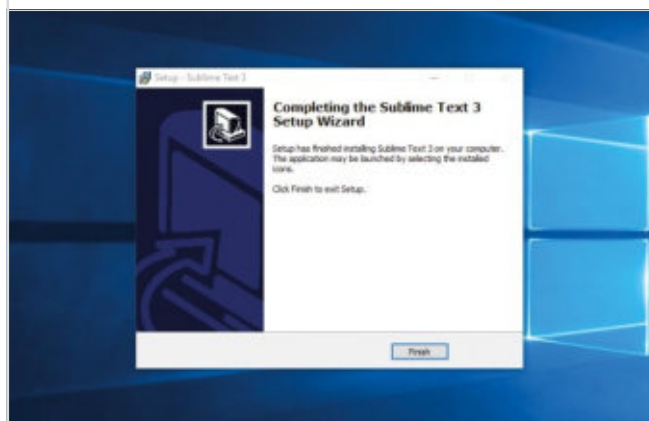 Setup - Sublime Text 3
Completing the Sublime Text 3
Setup Wizard
Setup has finished installing Sublime Text 3 on your computer.
The application may be launched by selecting the installed
icons.
Click Finish to exit Setup.
Finish